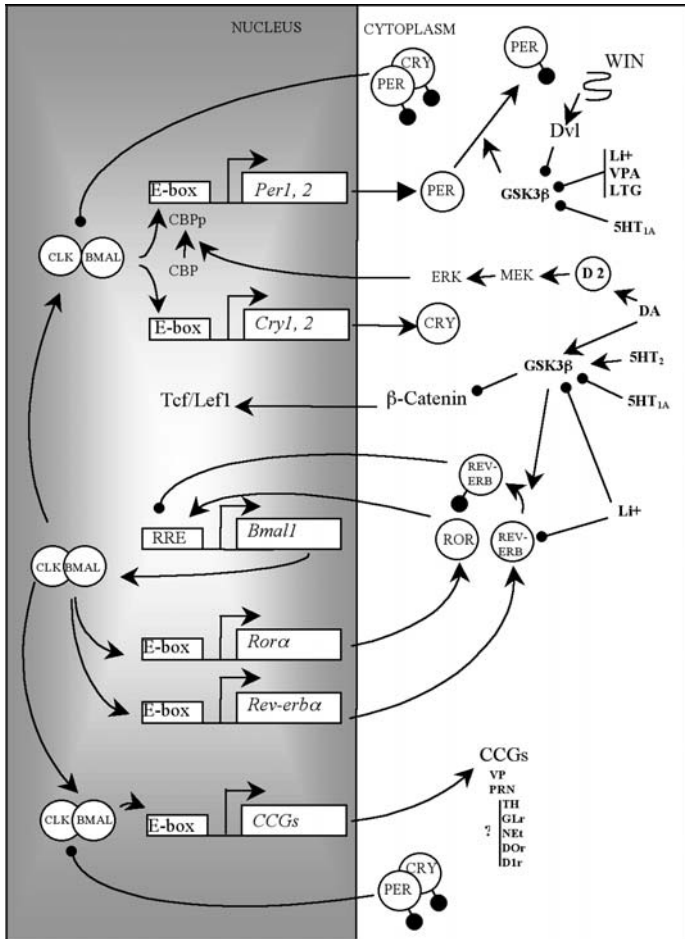 NUCLEUS
CYTOPLASM
CRY
PER
PER
WIN
Dvl
Li+
VPA
LTG
GSK3β
5HT1A
E-box
Per1, 2
PER
CBPp
CBP
CLK
BMAL
ERK
MEK
D 2
DA
E-box
Cry1, 2
CRY
GSK3β
5HT2
5HT1A
Tcf/Lef1
β-Catenin
REV-
ERB
RRE
Bmal1
ROR
REV-
ERB
Li+
CLK
BMAL
E-box
Rorα
E-box
Rev-erbα
CCGs
VP
PRN
TH
GLr
?
NEt
DOr
D1r
CLK
BMAL
E-box
CCGs
CRY
PER